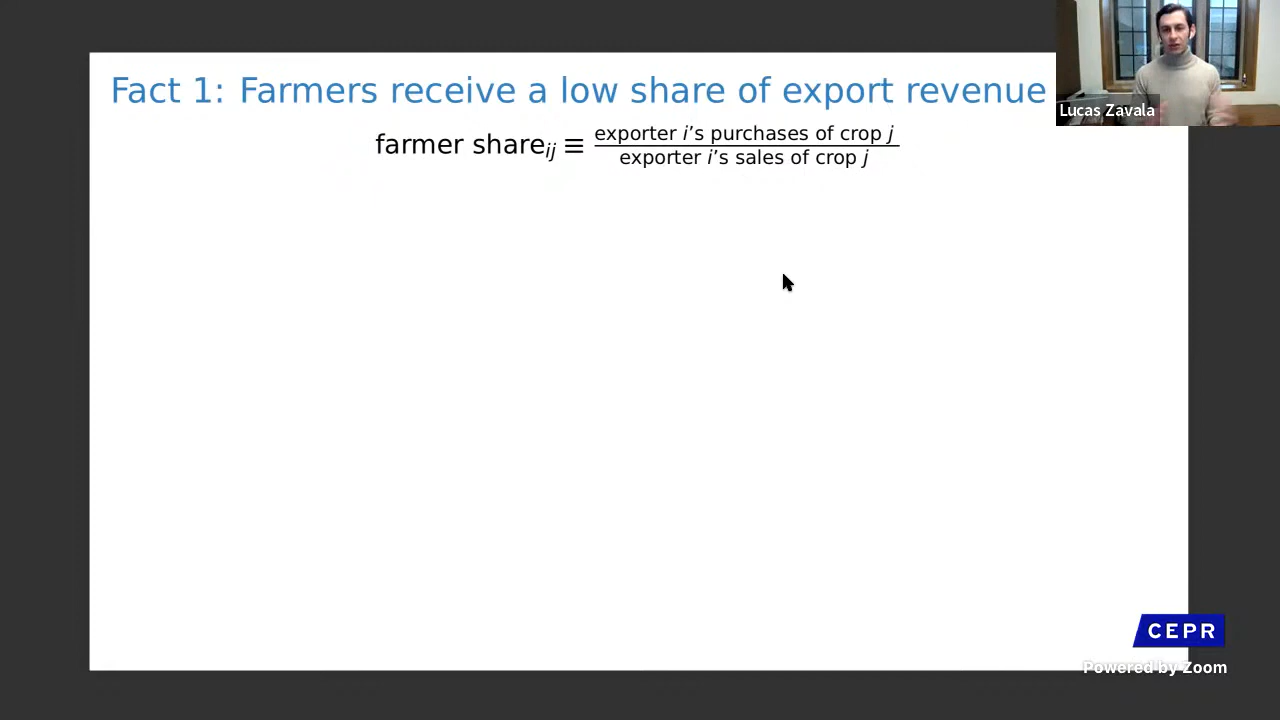 Fact 1: Farmers receive a low share of export revenue
farmer shareij ≡ exporter i’s purchases of crop j
exporter i’s sales of crop j
Lucas Zavala
CEPR
Powered by Zoom